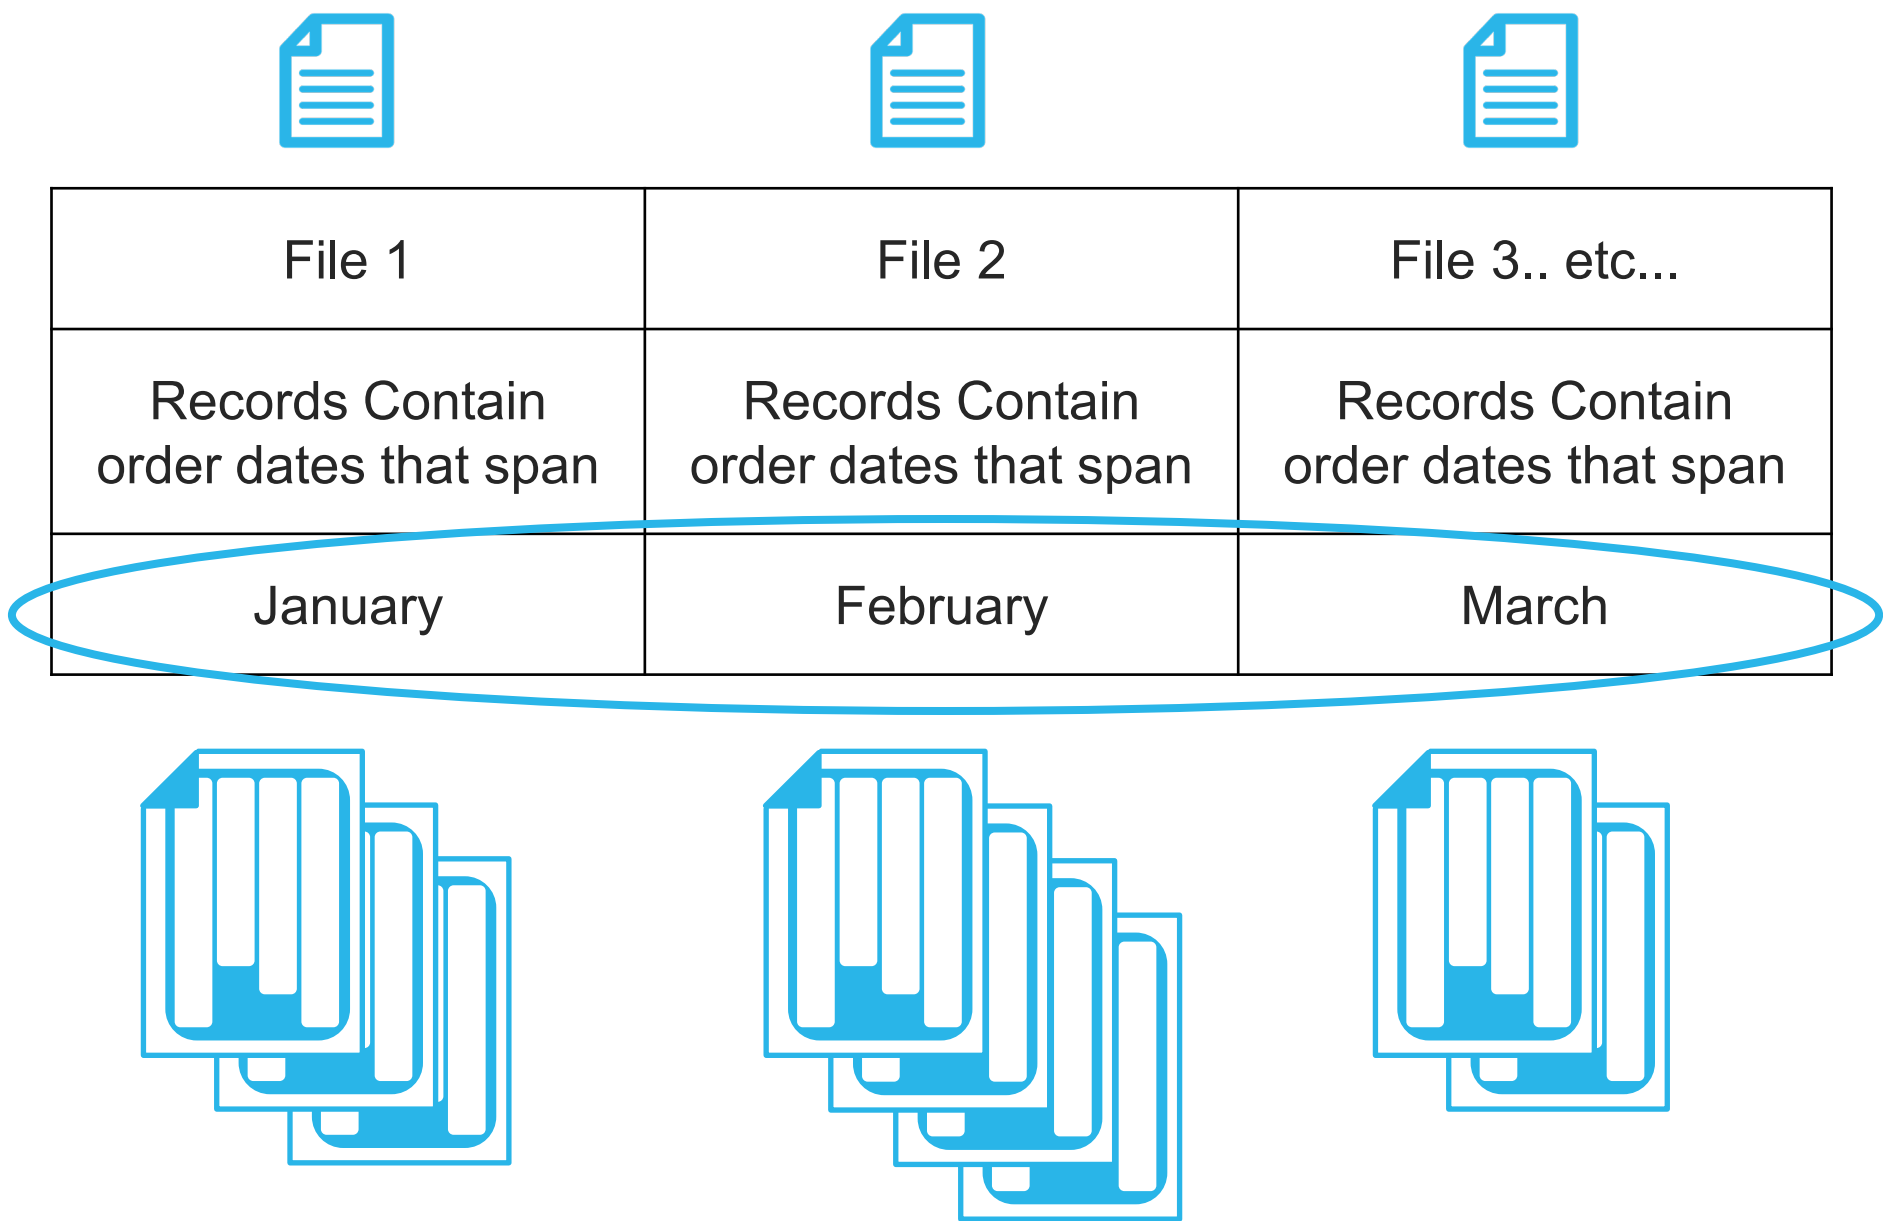 File 1
File 2
File 3.. etc...
Records Contain
order dates that span
Records Contain
order dates that span
Records Contain
order dates that span
January
February
March